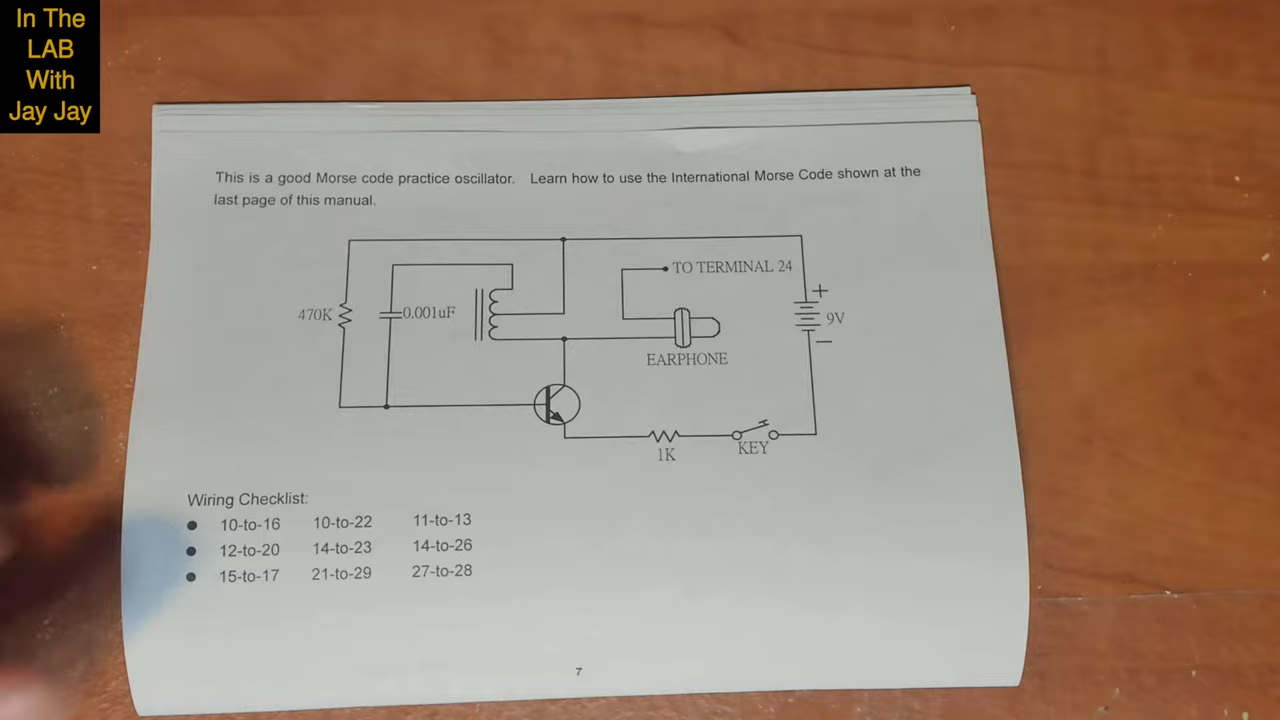 In The
LAB
With
Jay Jay
This is a good Morse code practice oscillator. Learn how to use the International Morse Code shown at the
last page of this manual.
TO TERMINAL 24
470K
0.001uF
+
9V
−
EARPHONE
1K
KEY
Wiring Checklist:
● 10-to-16 10-to-22 11-to-13
● 12-to-20 14-to-23 14-to-26
● 15-to-17 21-to-29 27-to-28
7